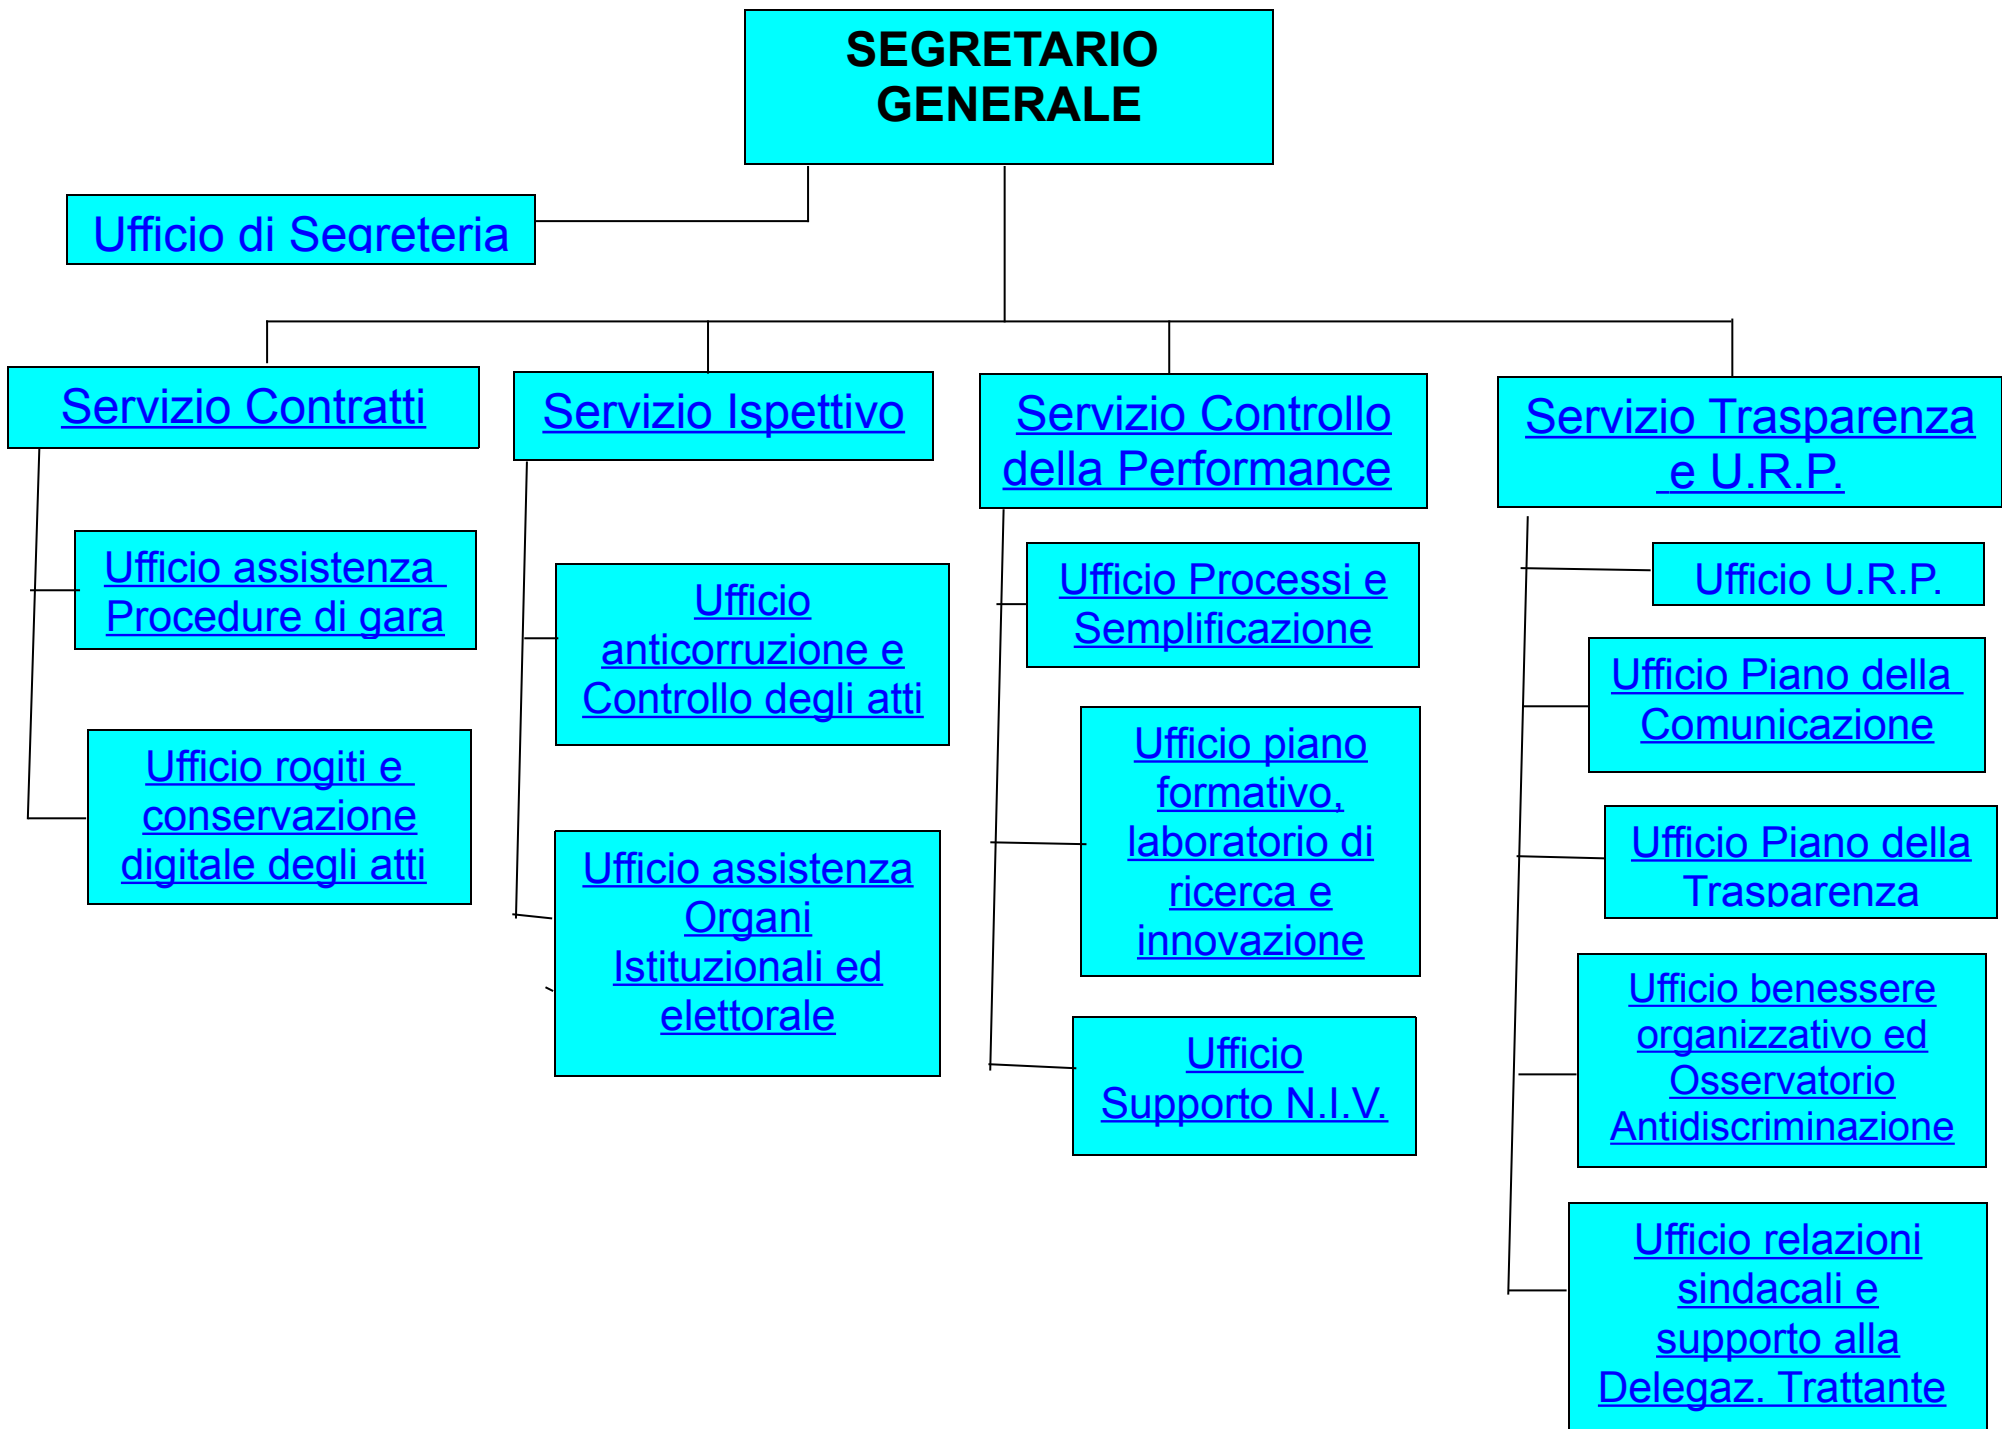 SEGRETARIO
GENERALE
Ufficio di Segreteria
Servizio Contratti
Servizio Ispettivo
Servizio Controllo
della Performance
Servizio Trasparenza
e U.R.P.
Ufficio assistenza
Procedure di gara
Ufficio rogiti e
conservazione
digitale degli atti
Ufficio
anticorruzione e
Controllo degli atti
Ufficio assistenza
Organi
Istituzionali ed
elettorale
Ufficio Processi e
Semplificazione
Ufficio piano
formativo,
laboratorio di
ricerca e
innovazione
Ufficio
Supporto N.I.V.
Ufficio U.R.P.
Ufficio Piano della
Comunicazione
Ufficio Piano della
Trasparenza
Ufficio benessere
organizzativo ed
Osservatorio
Antidiscriminazione
Ufficio relazioni
sindacali e
supporto alla
Delegaz. Trattante